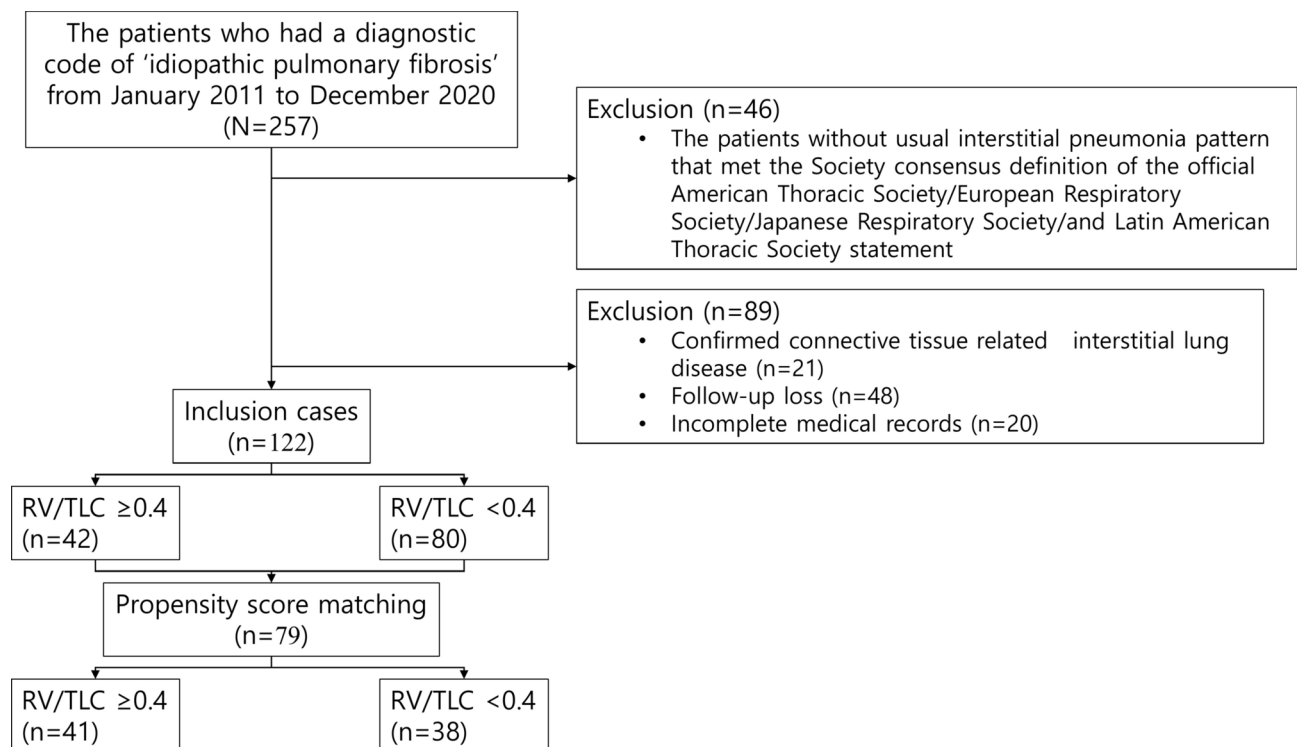 The patients who had a diagnostic
code of ‘idiopathic pulmonary fibrosis’
from January 2011 to December 2020
(N=257)
Exclusion (n=46)
• The patients without usual interstitial pneumonia pattern
that met the Society consensus definition of the official
American Thoracic Society/European Respiratory
Society/Japanese Respiratory Society/and Latin American
Thoracic Society statement
Exclusion (n=89)
• Confirmed connective tissue related interstitial lung
disease (n=21)
• Follow-up loss (n=48)
• Incomplete medical records (n=20)
Inclusion cases
(n=122)
RV/TLC ≥0.4
(n=42)
RV/TLC <0.4
(n=80)
Propensity score matching
(n=79)
RV/TLC ≥0.4
(n=41)
RV/TLC <0.4
(n=38)